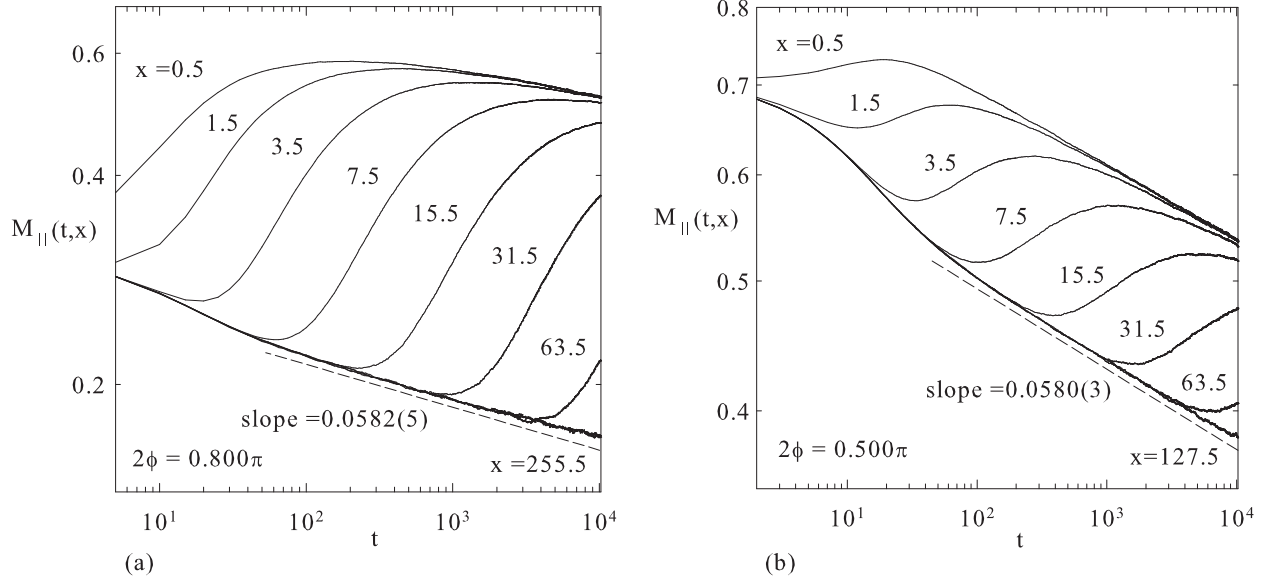 0.6
0.4
0.2
M||(t,x)
x =0.5
1.5
3.5
7.5
15.5
31.5
63.5
slope =0.0582(5)
2ϕ = 0.800π
x =255.5
10^1
10^2
10^3
10^4
t
(a)
0.8
0.7
0.6
0.5
0.4
M||(t,x)
x =0.5
1.5
3.5
7.5
15.5
31.5
63.5
slope =0.0580(3)
2ϕ = 0.500π
x=127.5
10^1
10^2
10^3
10^4
t
(b)